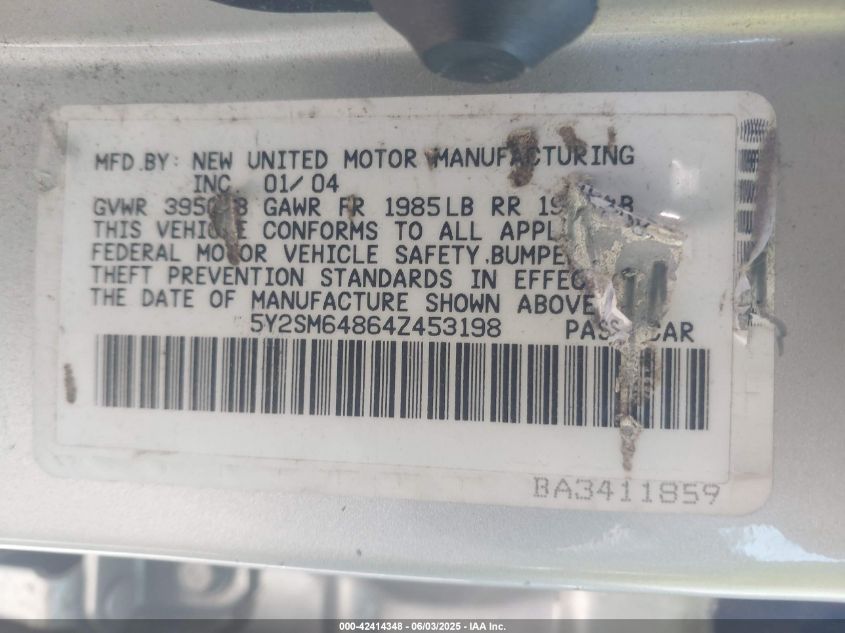 MFD.BY: NEW UNITED MOTOR MANUFACTURING
INC 01/04
GVWR GAWR FR 1985LB RR
THIS VEHICLE CONFORMS TO ALL
FEDERAL MOTOR VEHICLE SAFETY,
THEFT PREVENTION STANDARDS IN
THE DATE OF MANUFACTURE SHOWN ABOVE
5Y2SM64864Z453198 PASS CAR
BA3411859
000-42414348 - 06/03/2025 - IAA Inc.